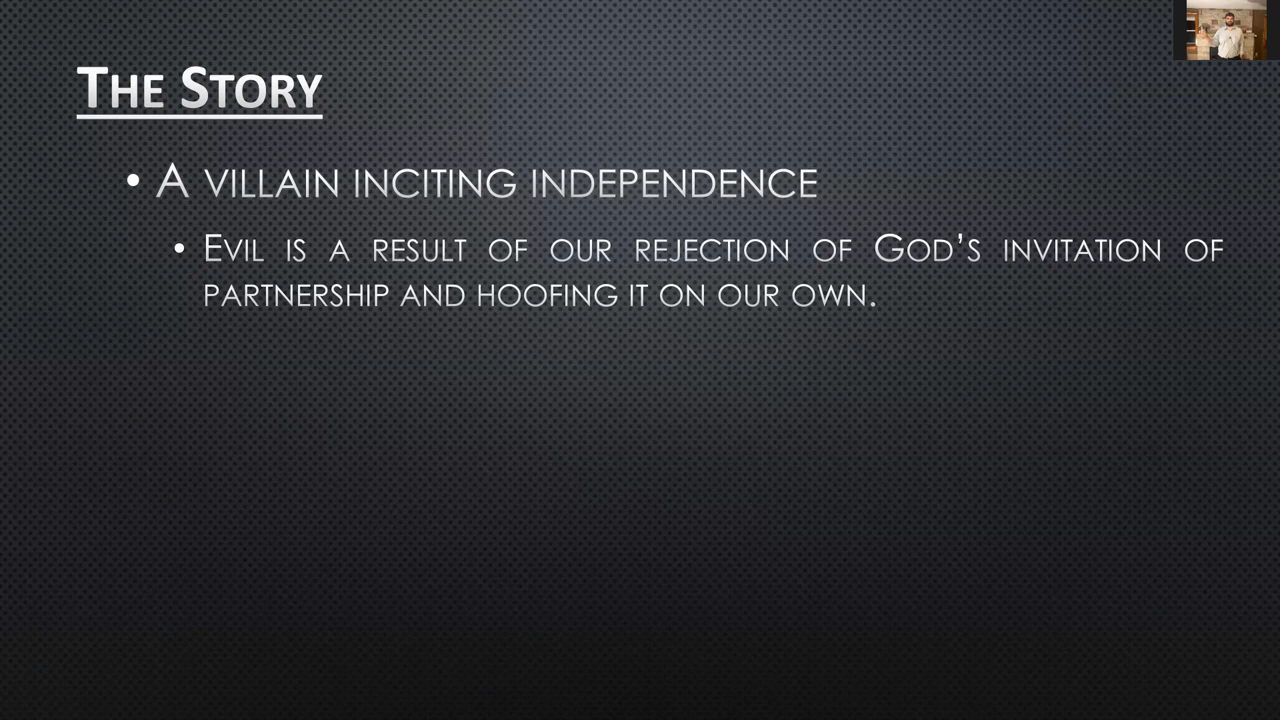 The Story
• A villain inciting independence
• Evil is a result of our rejection of God's invitation of
partnership and hoofing it on our own.